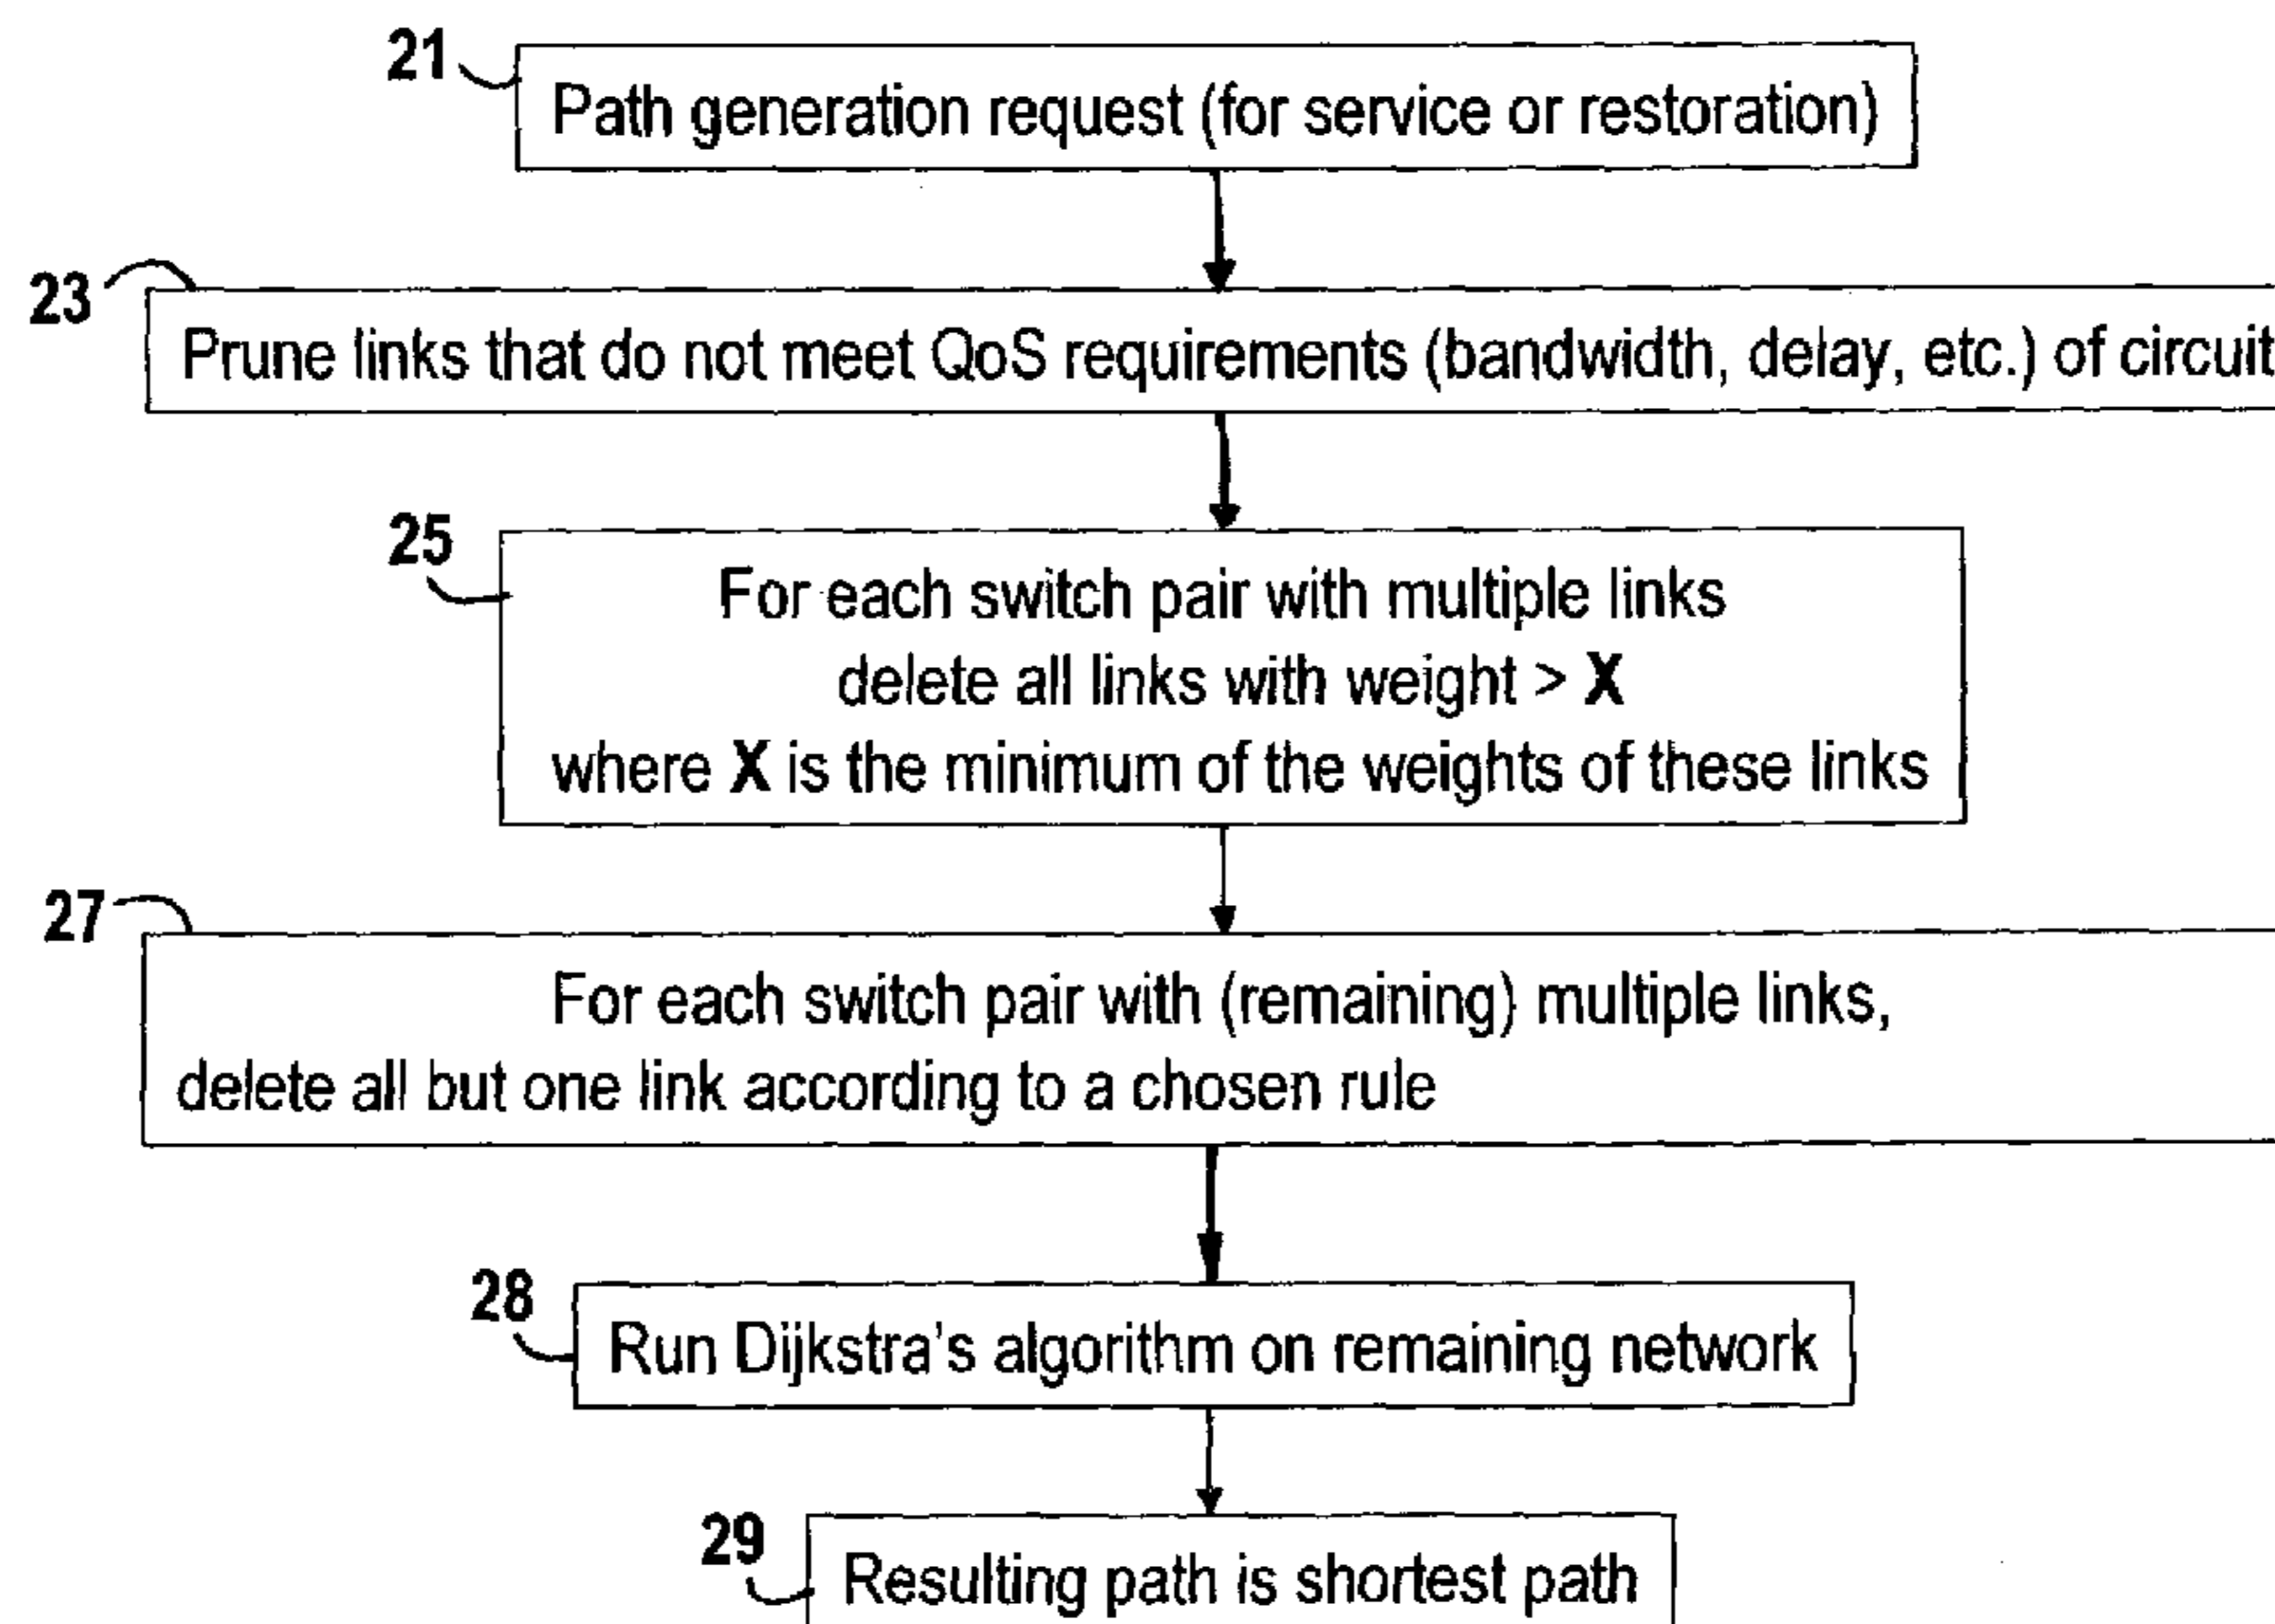 21
Path generation request (for service or restoration)
23
Prune links that do not meet QoS requirements (bandwidth, delay, etc.) of circuit
25
For each switch pair with multiple links
delete all links with weight > X
where X is the minimum of the weights of these links
27
For each switch pair with (remaining) multiple links,
delete all but one link according to a chosen rule
28
Run Dijkstra's algorithm on remaining network
29
Resulting path is shortest path